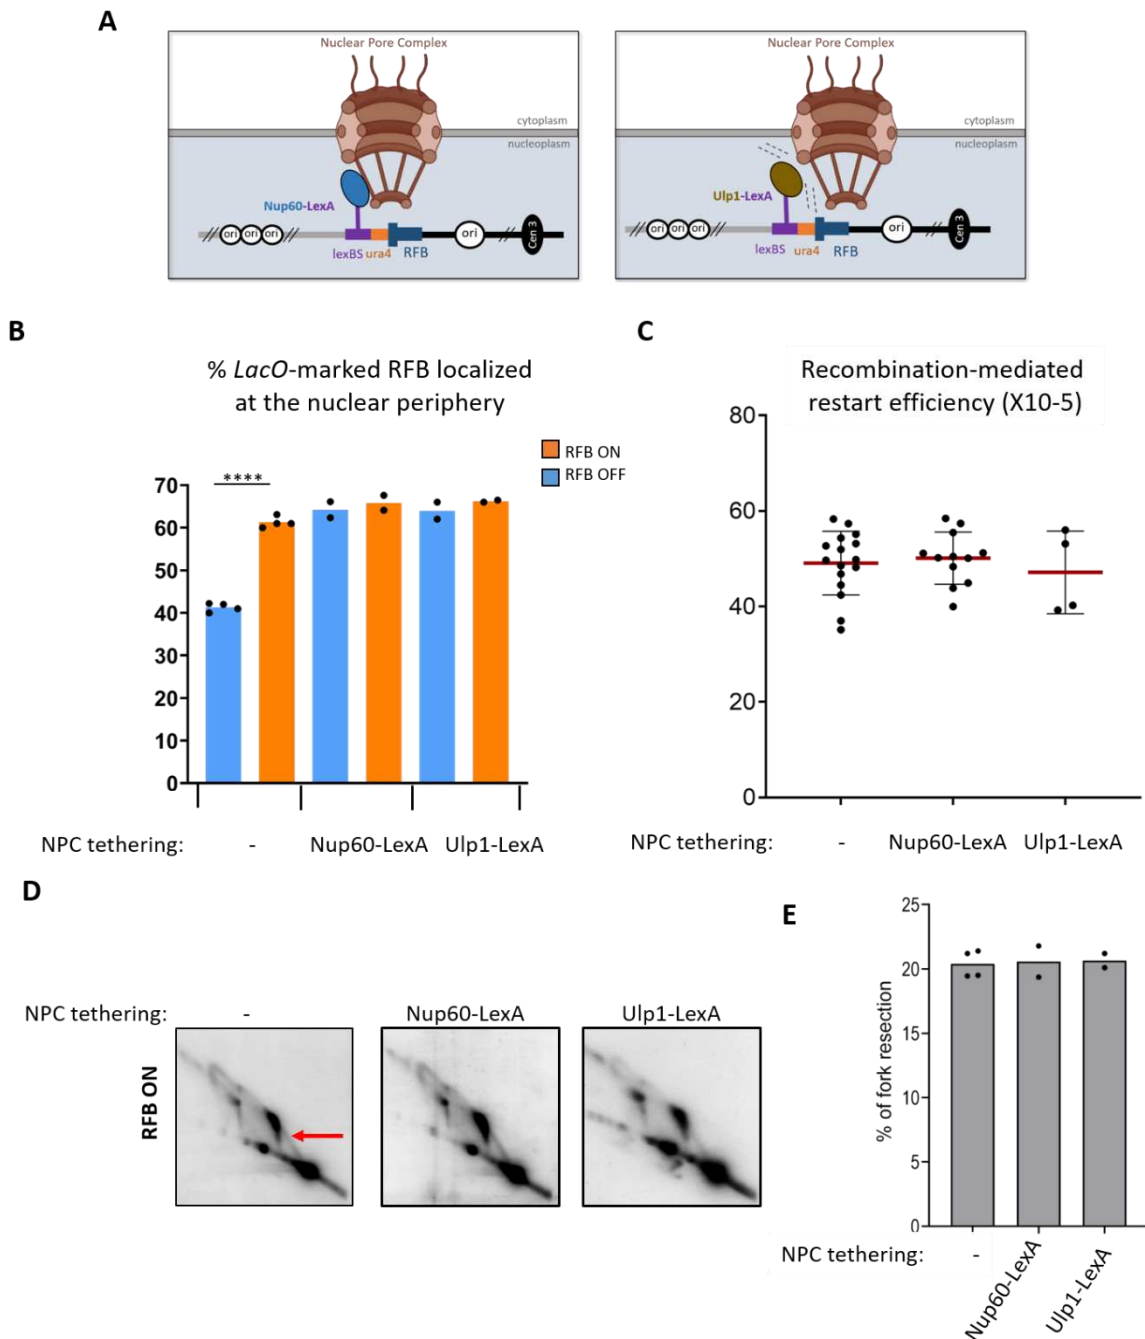 A
Nuclear Pore Complex
cytoplasm
nucleoplasm
Nup60-LexA
ori ori ori
ori
Cen 3
lexBS ura4 RFB
Nuclear Pore Complex
cytoplasm
nucleoplasm
Ulp1-LexA
ori ori ori
ori
Cen 3
lexBS ura4 RFB
B
% LacO-marked RFB localized
at the nuclear periphery
RFB ON
RFB OFF
****
70
60
50
40
30
20
10
0
NPC tethering: - Nup60-LexA Ulp1-LexA
C
Recombination-mediated
restart efficiency (X10-5)
80
60
40
20
0
NPC tethering: - Nup60-LexA Ulp1-LexA
D
NPC tethering: - Nup60-LexA Ulp1-LexA
RFB ON
E
% of fork resection
25
20
15
10
5
0
NPC tethering: - Nup60-LexA Ulp1-LexA